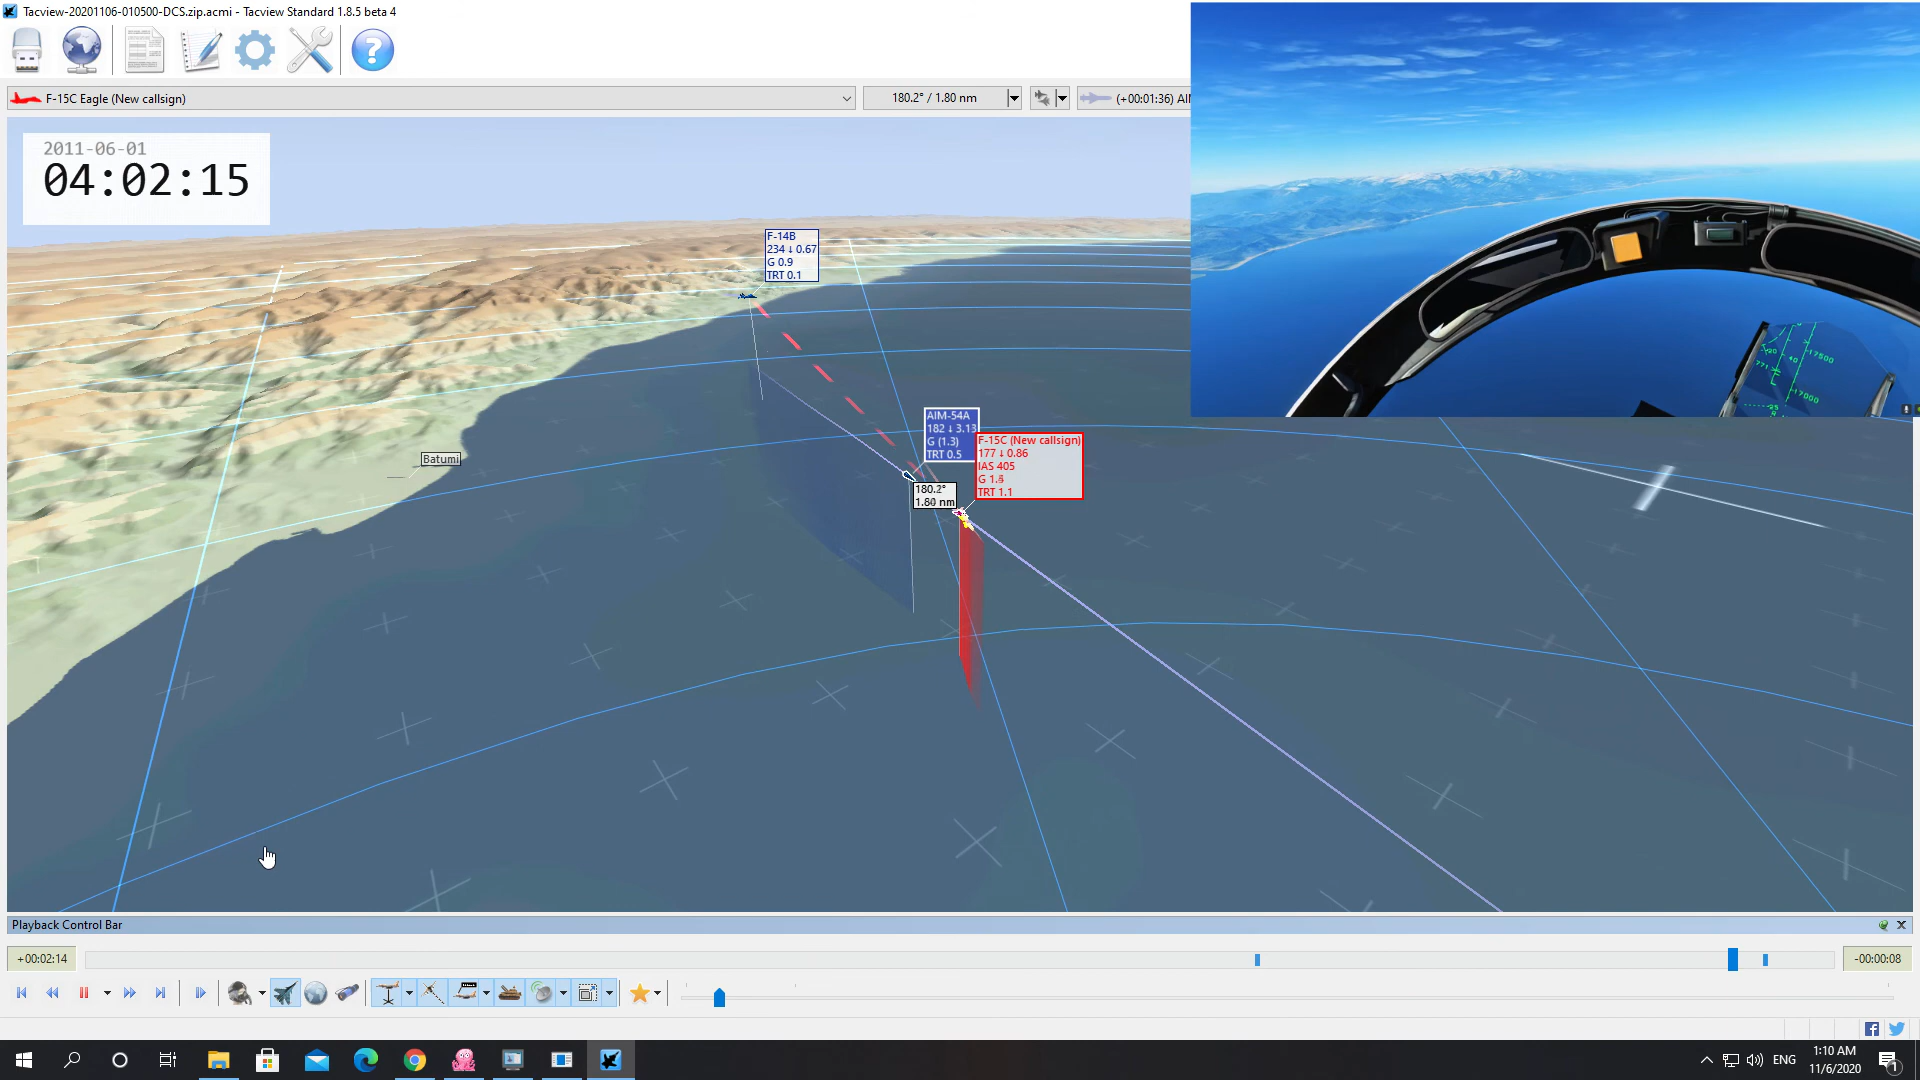 Tacview-20201106-010500-DCS.zip.acmi - Tacview Standard 1.8.5 beta 4
F-15C Eagle (New callsign)
180.2° / 1.80 nm
(+00:01:36) AI
2011-06-01
04:02:15
F-14B
234 ↓ 0.67
G 0.9
TRT 0.1
AIM-54A
182 ↓ 3.13
G (1.3)
TRT 0.5
F-15C (New callsign)
177 ↓ 0.86
IAS 405
TRT 1.1
180.2°
1.80 nm
Batumi
17500
17000
Playback Control Bar
+00:02:14
-00:00:08
ENG
1:10 AM
11/6/2020
1